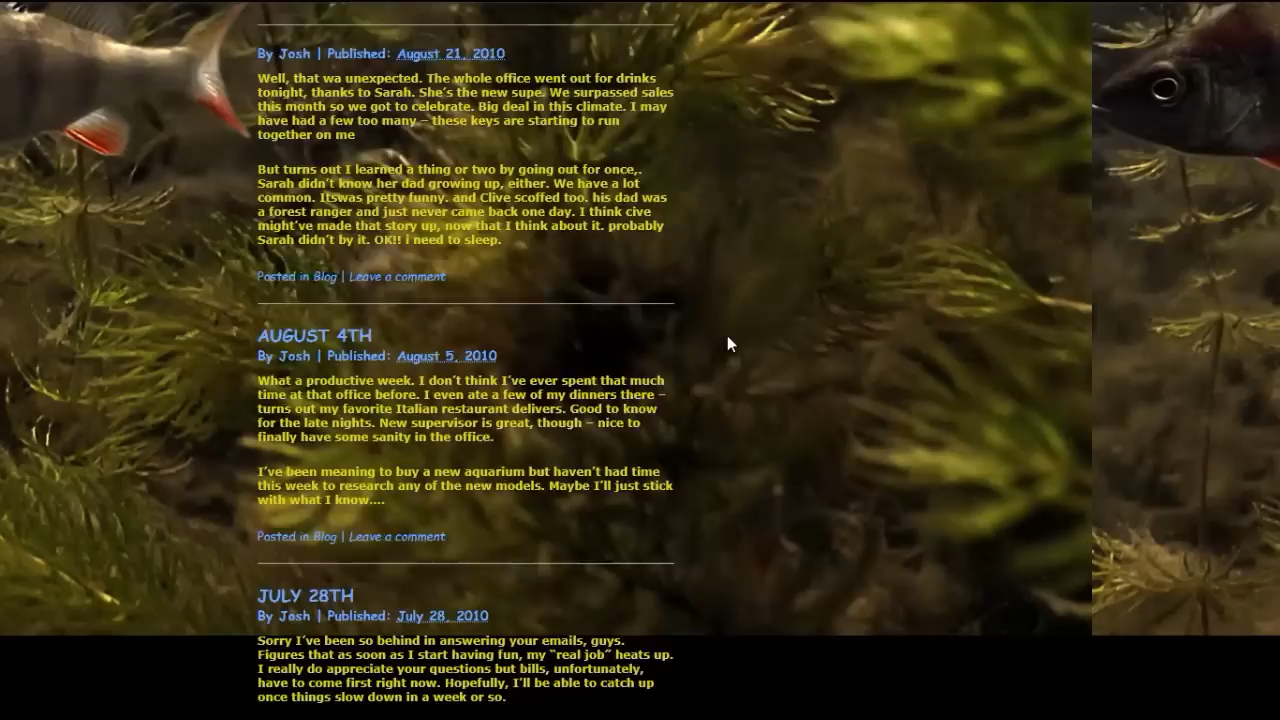 By Josh | Published: August 21, 2010
Well, that wa unexpected. The whole office went out for drinks
tonight, thanks to Sarah. She's the new supe. We surpassed sales
this month so we got to celebrate. Big deal in this climate. I may
have had a few too many – these keys are starting to run
together on me
But turns out I learned a thing or two by going out for once,.
Sarah didn't know her dad growing up, either. We have a lot
common. Itswas pretty funny. and Clive scoffed too. his dad was
a forest ranger and just never came back one day. I think cive
might've made that story up, now that I think about it. probably
Sarah didn't by it. OK!! i need to sleep.
Posted in Blog | Leave a comment
AUGUST 4TH
By Josh | Published: August 5, 2010
What a productive week. I don't think I've ever spent that much
time at that office before. I even ate a few of my dinners there –
turns out my favorite Italian restaurant delivers. Good to know
for the late nights. New supervisor is great, though – nice to
finally have some sanity in the office.
I've been meaning to buy a new aquarium but haven't had time
this week to research any of the new models. Maybe I'll just stick
with what I know....
Posted in Blog | Leave a comment
JULY 28TH
By Josh | Published: July 28, 2010
Sorry I've been so behind in answering your emails, guys.
Figures that as soon as I start having fun, my "real job" heats up.
I really do appreciate your questions but bills, unfortunately,
have to come first right now. Hopefully, I'll be able to catch up
once things slow down in a week or so.